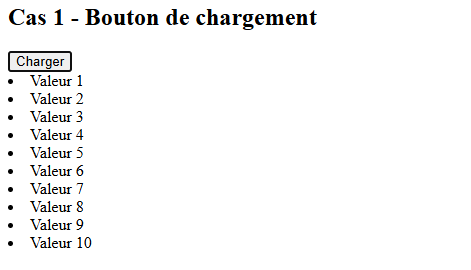 Cas 1 - Bouton de chargement
Charger
Valeur 1
Valeur 2
Valeur 3
Valeur 4
Valeur 5
Valeur 6
Valeur 7
Valeur 8
Valeur 9
Valeur 10